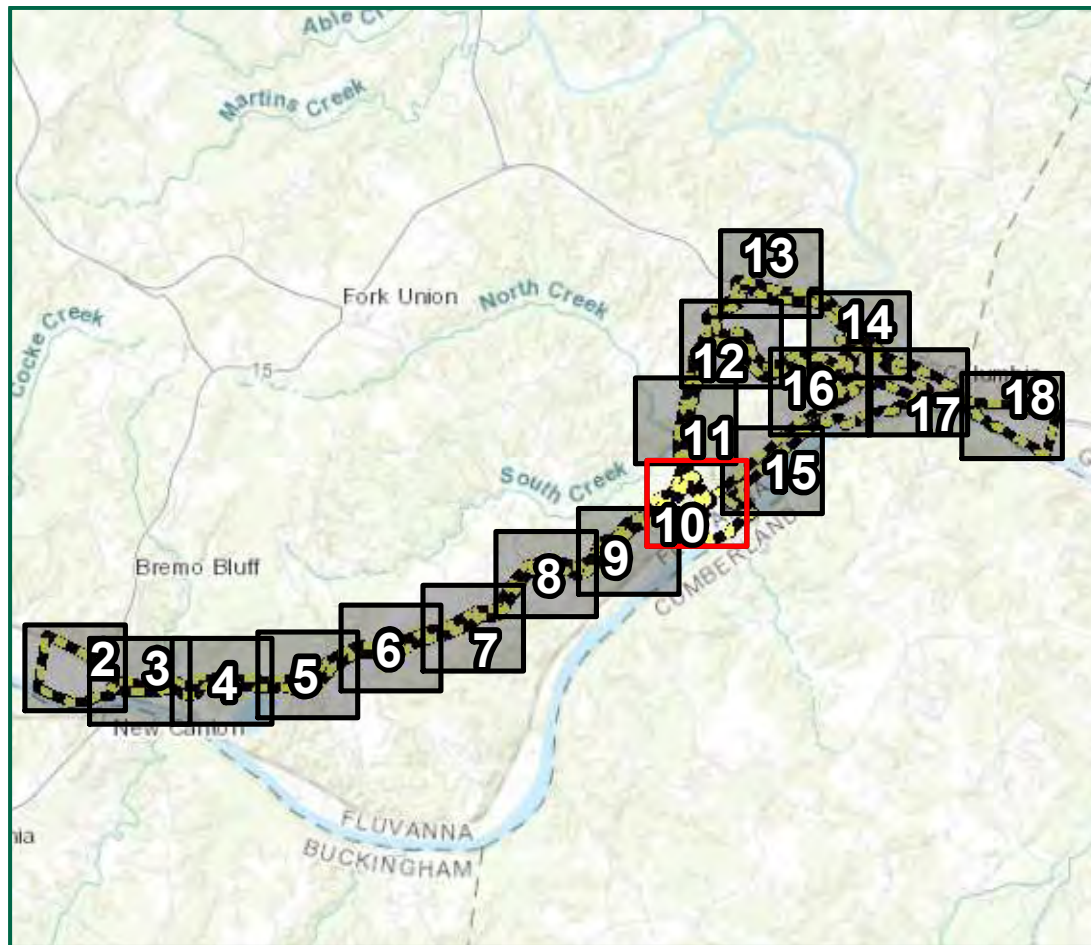 Able
Martins Creek
Fork Union
North Creek
Cocke Creek
15
13
14
12
16
17
18
11
15
South Creek
10
9
8
Bremo Bluff
CUMBERLAND
7
6
5
4
3
2
New Canton
FLUVANNA
BUCKINGHAM